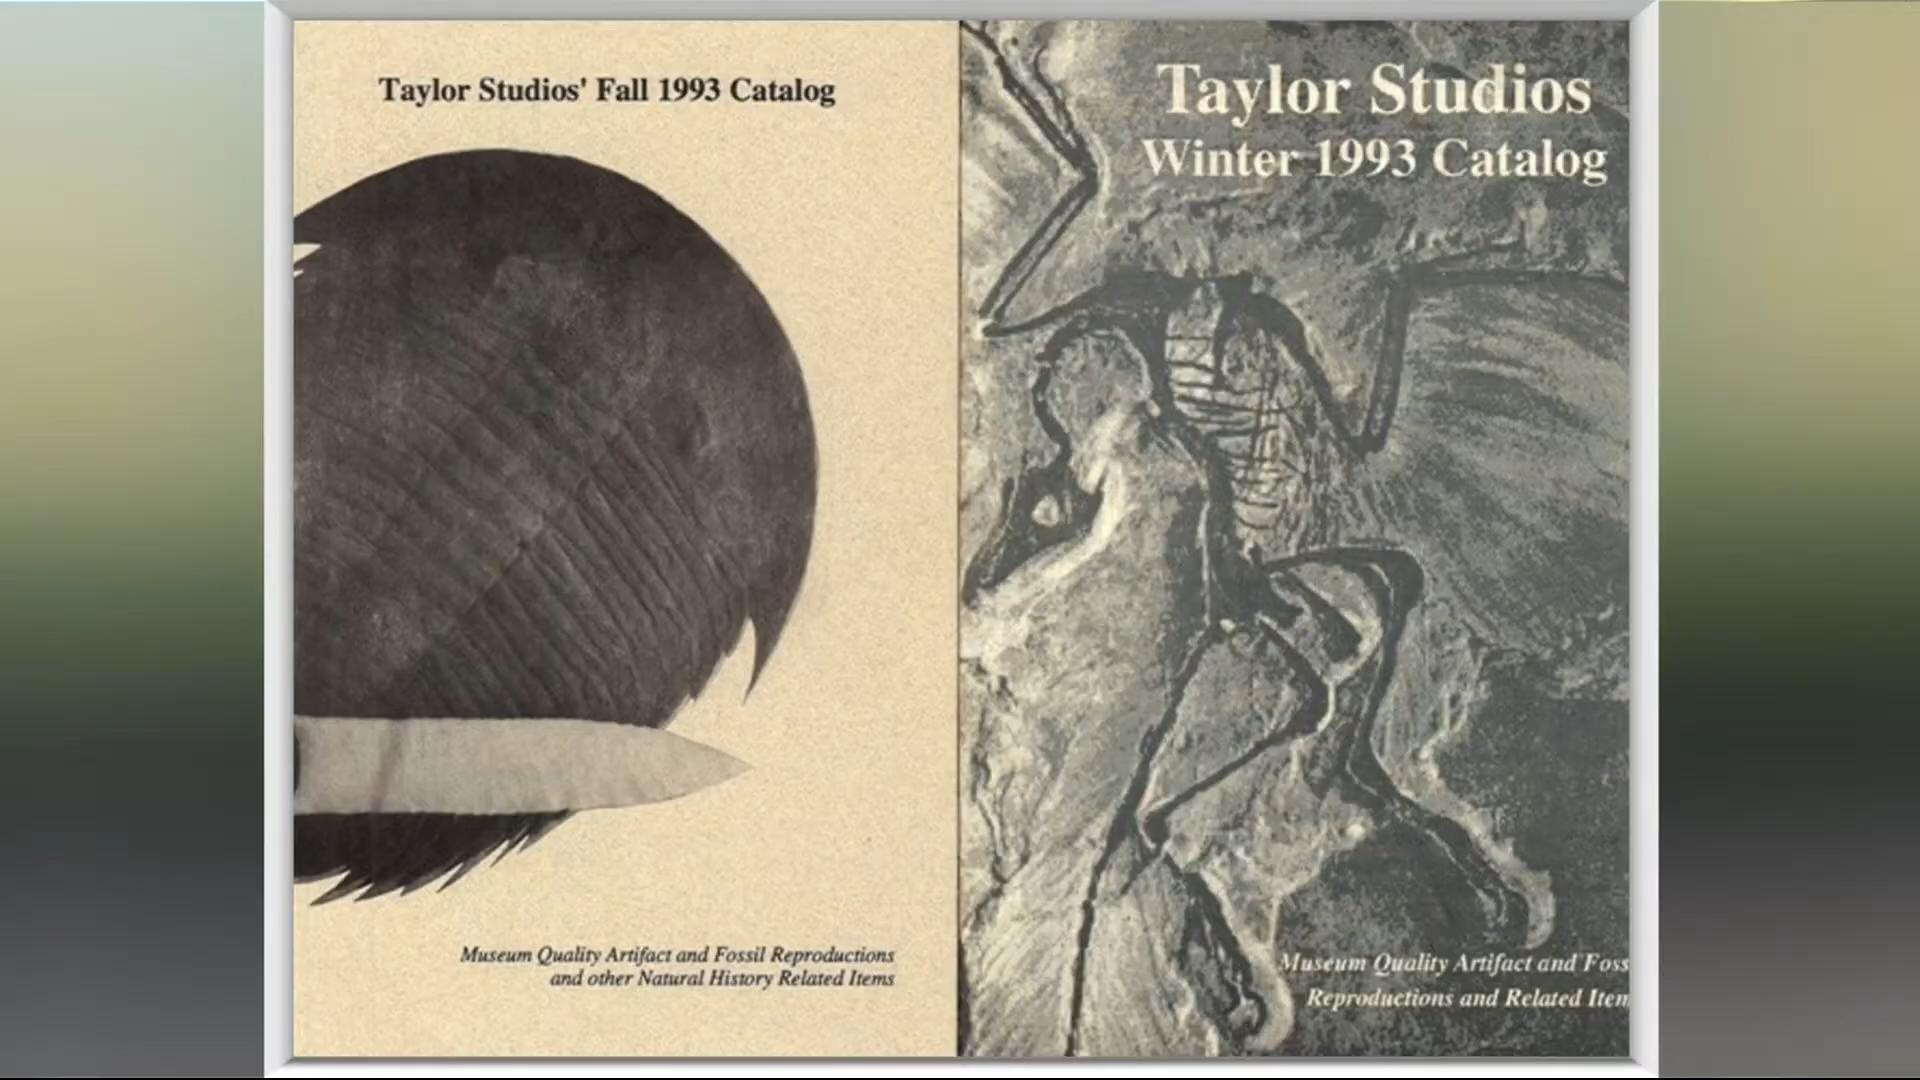 Taylor Studios' Fall 1993 Catalog
Museum Quality Artifact and Fossil Reproductions
and other Natural History Related Items
Taylor Studios
Winter 1993 Catalog
Museum Quality Artifact and Foss
Reproductions and Related Item